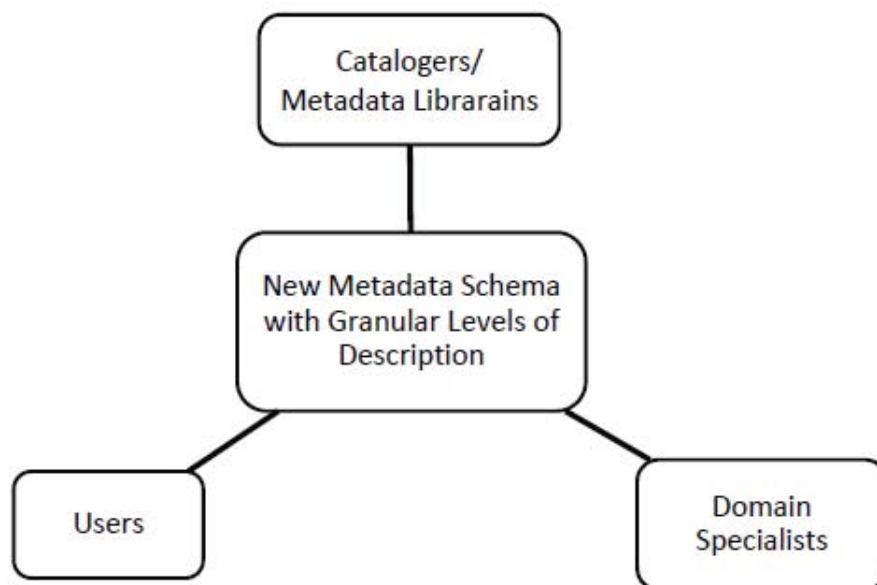 Catalogers/
Metadata Librarains
New Metadata Schema
with Granular Levels of
Description
Users
Domain
Specialists